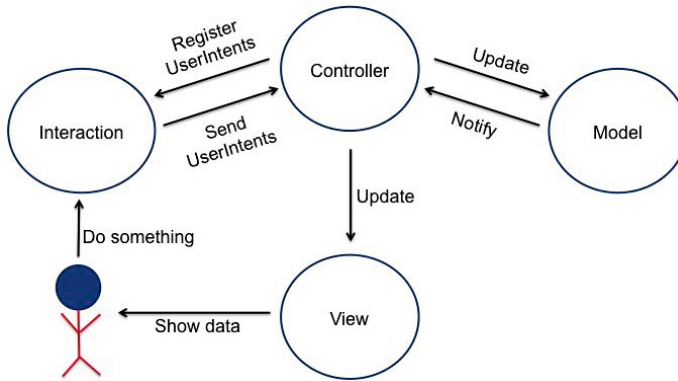 Register
UserIntents
Controller
Update
Interaction
Send
UserIntents
Notify
Model
Update
Do something
Show data
View